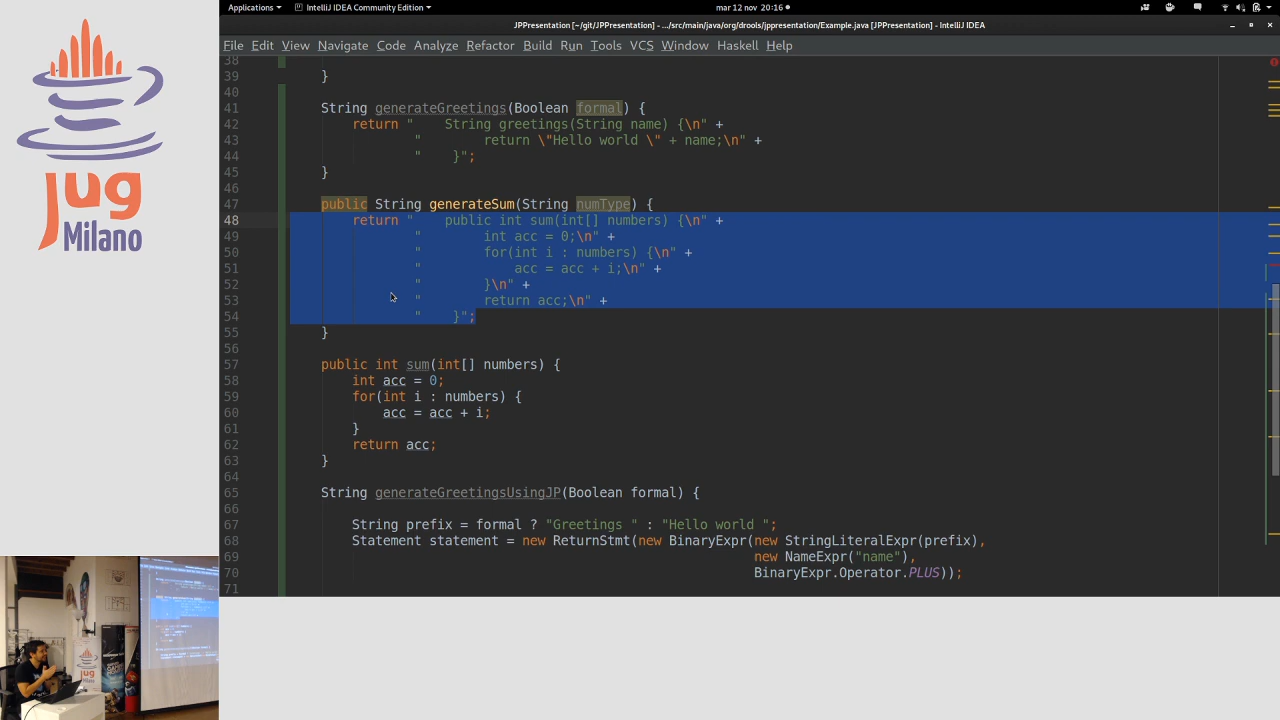 Applications
IntelliJ IDEA Community Edition
mar 12 nov 20:16
JPPresentation [~/git/JPPresentation] - .../src/main/java/org/drools/jppresentation/Example.java [JPPresentation] - IntelliJ IDEA
File Edit View Navigate Code Analyze Refactor Build Run Tools VCS Window Haskell Help
38
39 }
40
41 String generateGreetings(Boolean formal) {
42 return "    String greetings(String name) {\n" +
43 "        return \"Hello world \" + name;\n" +
44 "    }";
45 }
46
47 public String generateSum(String numType) {
48 return "    public int sum(int[] numbers) {\n" +
49 "        int acc = 0;\n" +
50 "        for(int i : numbers) {\n" +
51 "            acc = acc + i;\n" +
52 "        }\n" +
53 "        return acc;\n" +
54 "    }";
55 }
56
57 public int sum(int[] numbers) {
58 int acc = 0;
59 for(int i : numbers) {
60 acc = acc + i;
61 }
62 return acc;
63 }
64
65 String generateGreetingsUsingJP(Boolean formal) {
66
67 String prefix = formal ? "Greetings " : "Hello world ";
68 Statement statement = new ReturnStmt(new BinaryExpr(new StringLiteralExpr(prefix),
69 new NameExpr("name"),
70 BinaryExpr.Operator.PLUS));
71
Jug
Milano
Jug